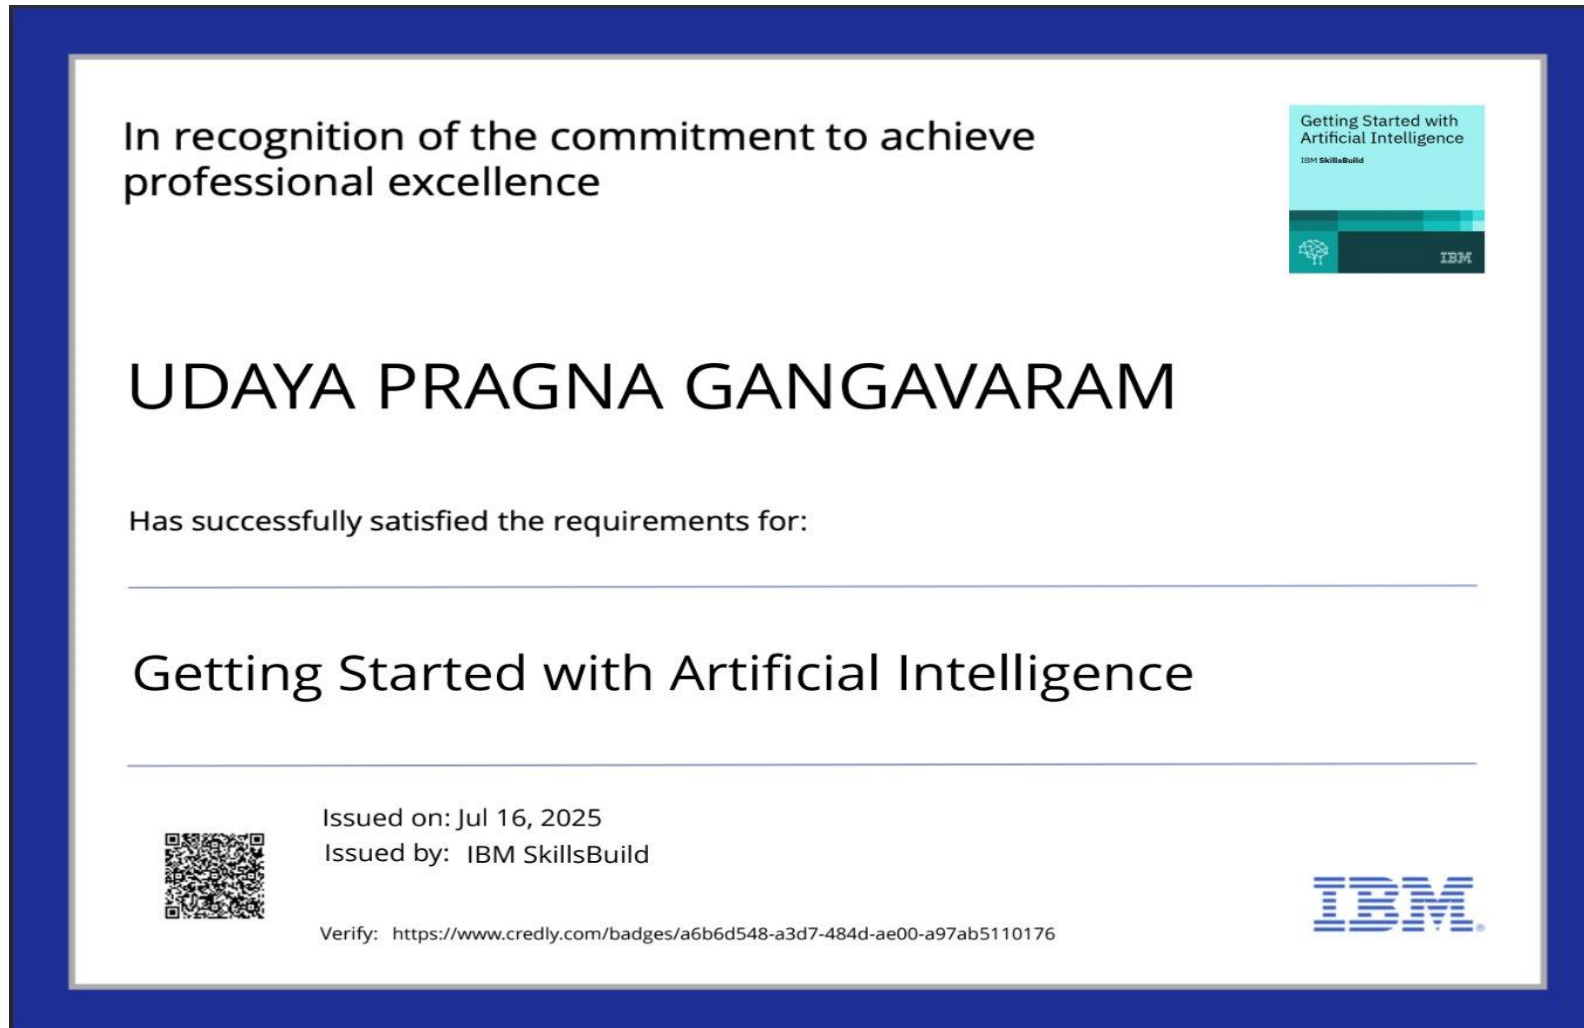 In recognition of the commitment to achieve
professional excellence
Getting Started with
Artificial Intelligence
IBM SkillsBuild
IBM
UDAYA PRAGNA GANGAVARAM
Has successfully satisfied the requirements for:
Getting Started with Artificial Intelligence
Issued on: Jul 16, 2025
Issued by: IBM SkillsBuild
Verify: https://www.credly.com/badges/a6b6d548-a3d7-484d-ae00-a97ab5110176
IBM